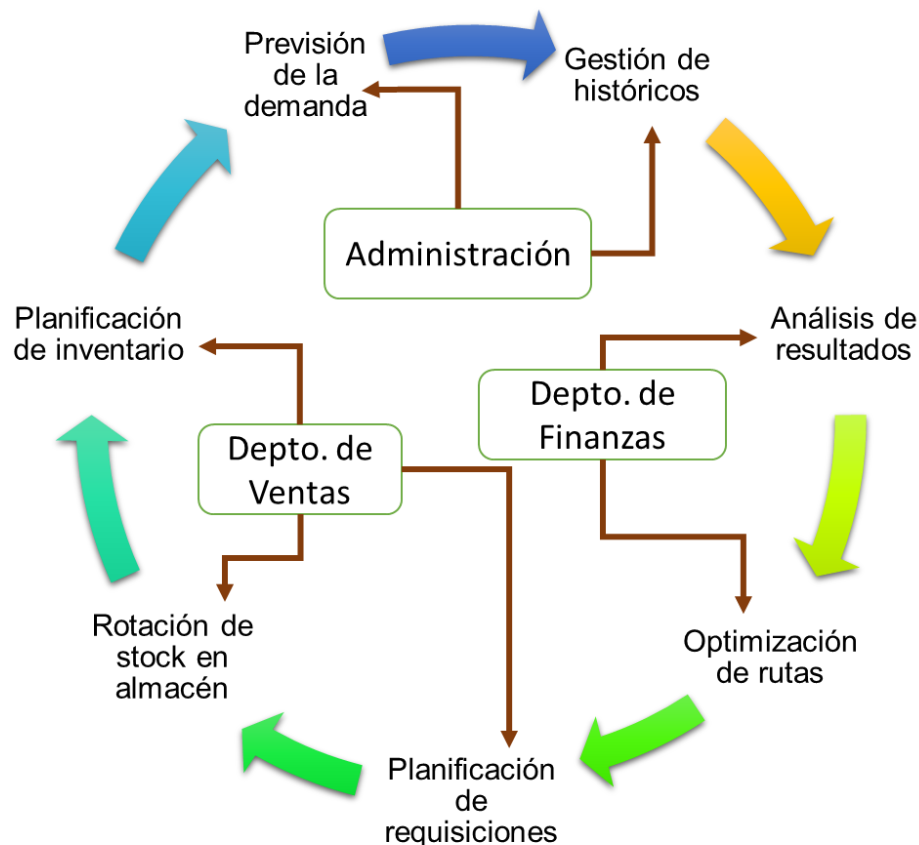 Previsión
de la
demanda
Gestión de
históricos
Administración
Planificación
de inventario
Análisis de
resultados
Depto. de
Finanzas
Depto. de
Ventas
Rotación de
stock en
almacén
Optimización
de rutas
Planificación
de
requisiciones